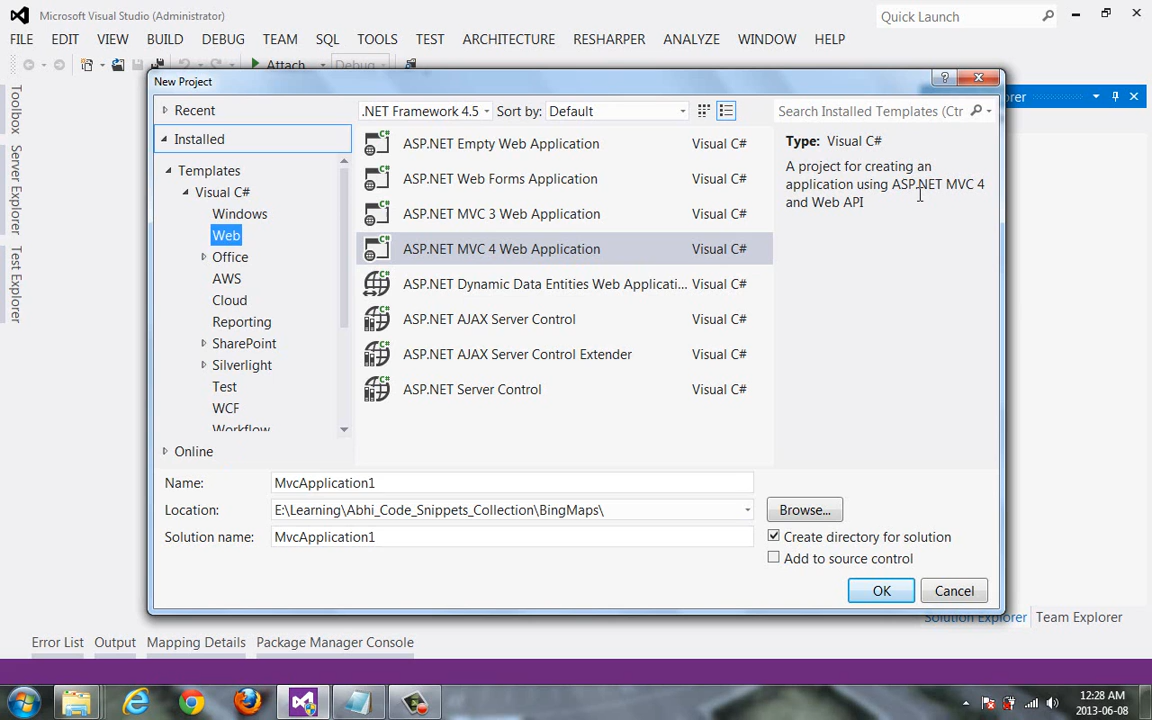 Microsoft Visual Studio (Administrator)
Quick Launch
FILE EDIT VIEW BUILD DEBUG TEAM SQL TOOLS TEST ARCHITECTURE RESHARPER ANALYZE WINDOW HELP
Attach Debug
New Project
Toolbox
Server Explorer
Test Explorer
Recent
Installed
Templates
Visual C#
Windows
Web
Office
AWS
Cloud
Reporting
SharePoint
Silverlight
Test
WCF
Workflow
Online
.NET Framework 4.5 Sort by: Default
Search Installed Templates (Ctr
ASP.NET Empty Web Application Visual C#
ASP.NET Web Forms Application Visual C#
ASP.NET MVC 3 Web Application Visual C#
ASP.NET MVC 4 Web Application Visual C#
ASP.NET Dynamic Data Entities Web Applicati... Visual C#
ASP.NET AJAX Server Control Visual C#
ASP.NET AJAX Server Control Extender Visual C#
ASP.NET Server Control Visual C#
Type: Visual C#
A project for creating an
application using ASP.NET MVC 4
and Web API
Name: MvcApplication1
Location: E:\Learning\Abhi_Code_Snippets_Collection\BingMaps\
Browse...
Solution name: MvcApplication1
Create directory for solution
Add to source control
OK Cancel
Solution Explorer Team Explorer
Error List Output Mapping Details Package Manager Console
12:28 AM
2013-06-08